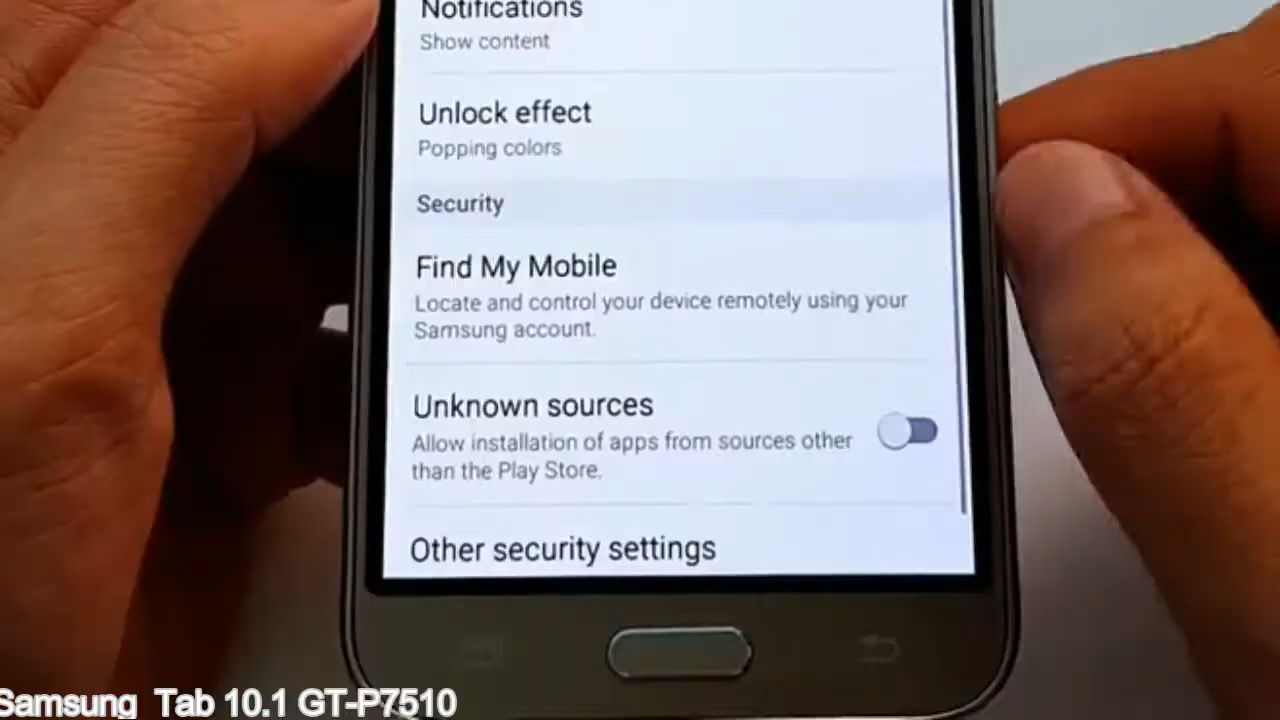 Notifications
Show content
Unlock effect
Popping colors
Security
Find My Mobile
Locate and control your device remotely using your
Samsung account.
Unknown sources
Allow installation of apps from sources other
than the Play Store.
Other security settings
Samsung Tab 10.1 GT-P7510